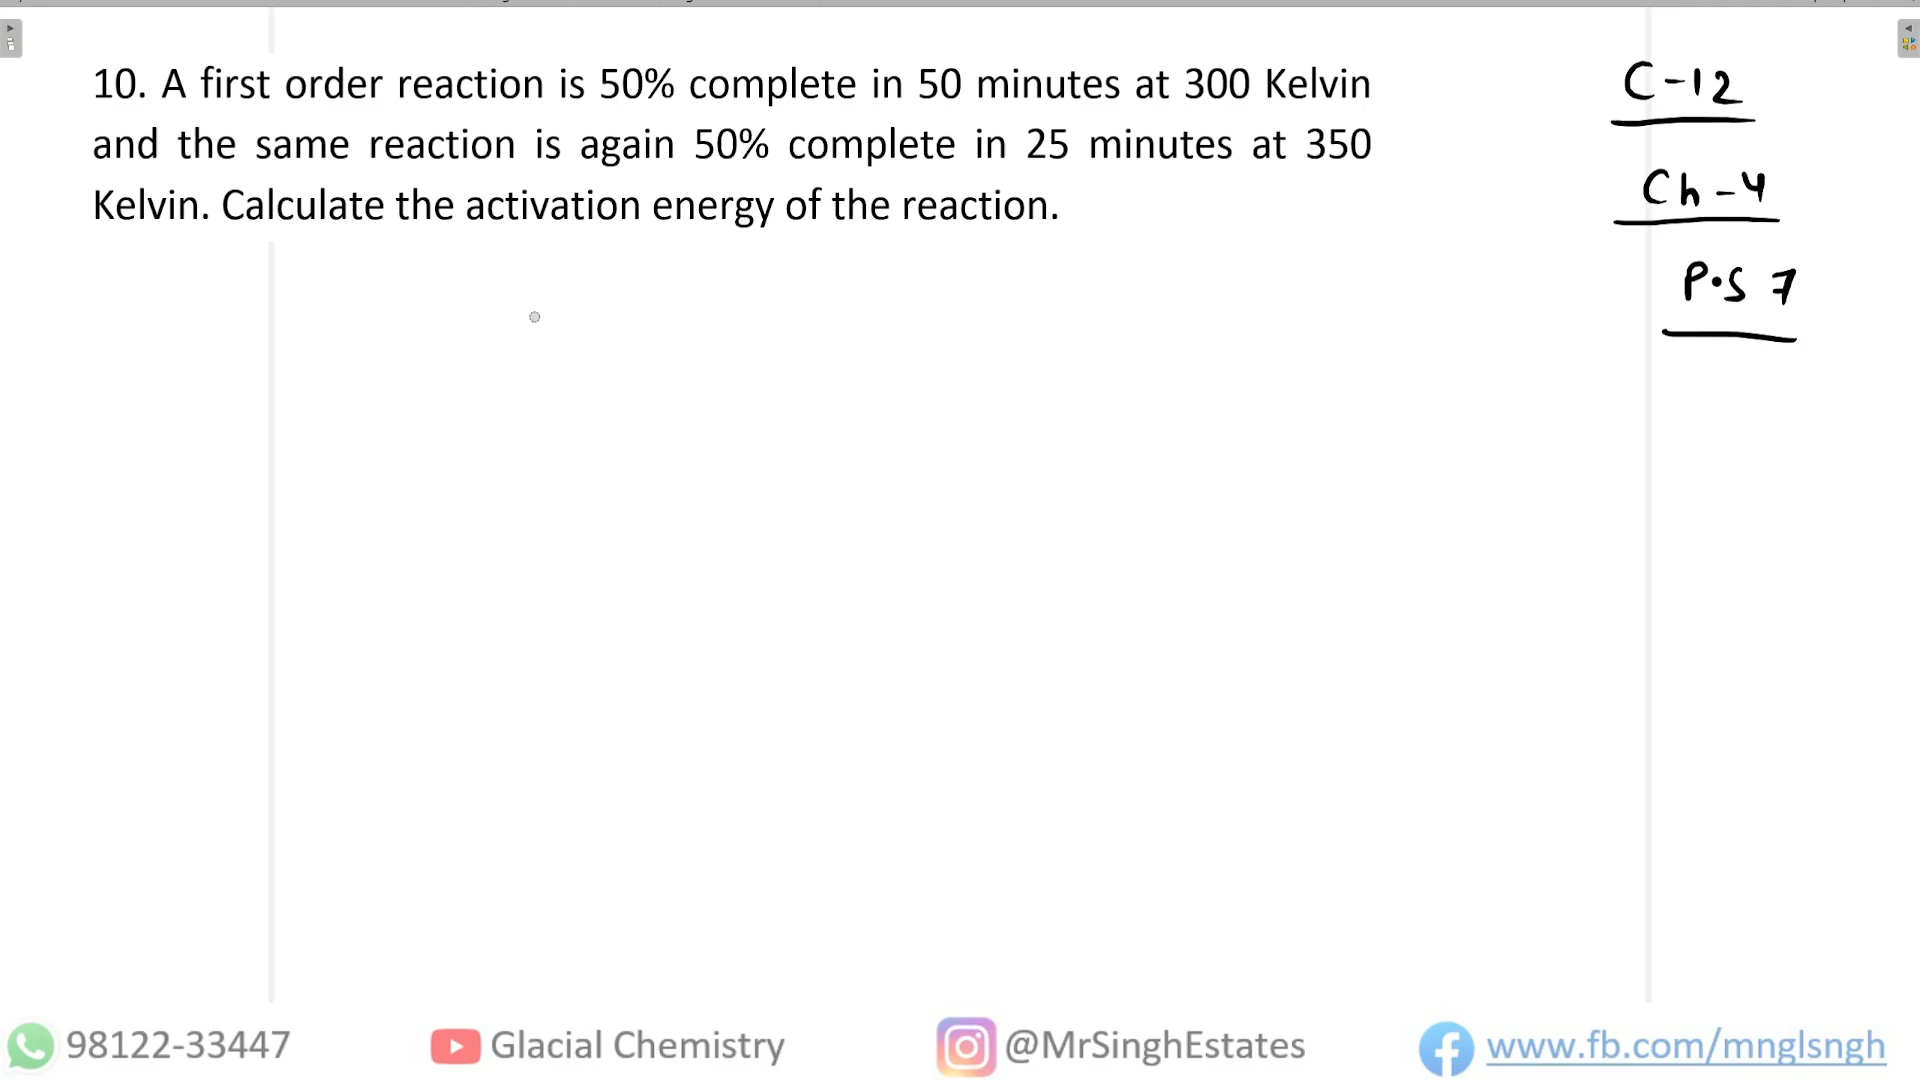 10. A first order reaction is 50% complete in 50 minutes at 300 Kelvin
and the same reaction is again 50% complete in 25 minutes at 350
Kelvin. Calculate the activation energy of the reaction.
C-12
Ch-4
P.S 7
98122-33447
Glacial Chemistry
@MrSinghEstates
www.fb.com/mnglsngh